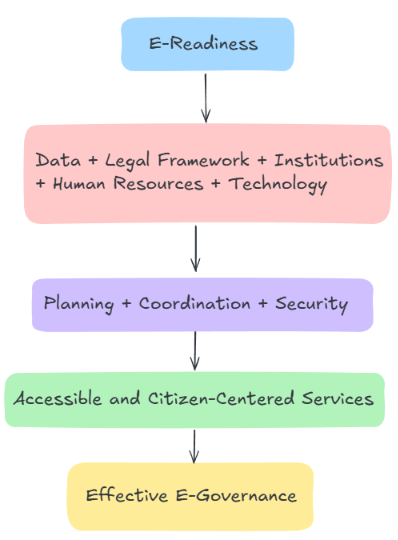 E-Readiness
Data + Legal Framework + Institutions
+ Human Resources + Technology
Planning + Coordination + Security
Accessible and Citizen-Centered Services
Effective E-Governance